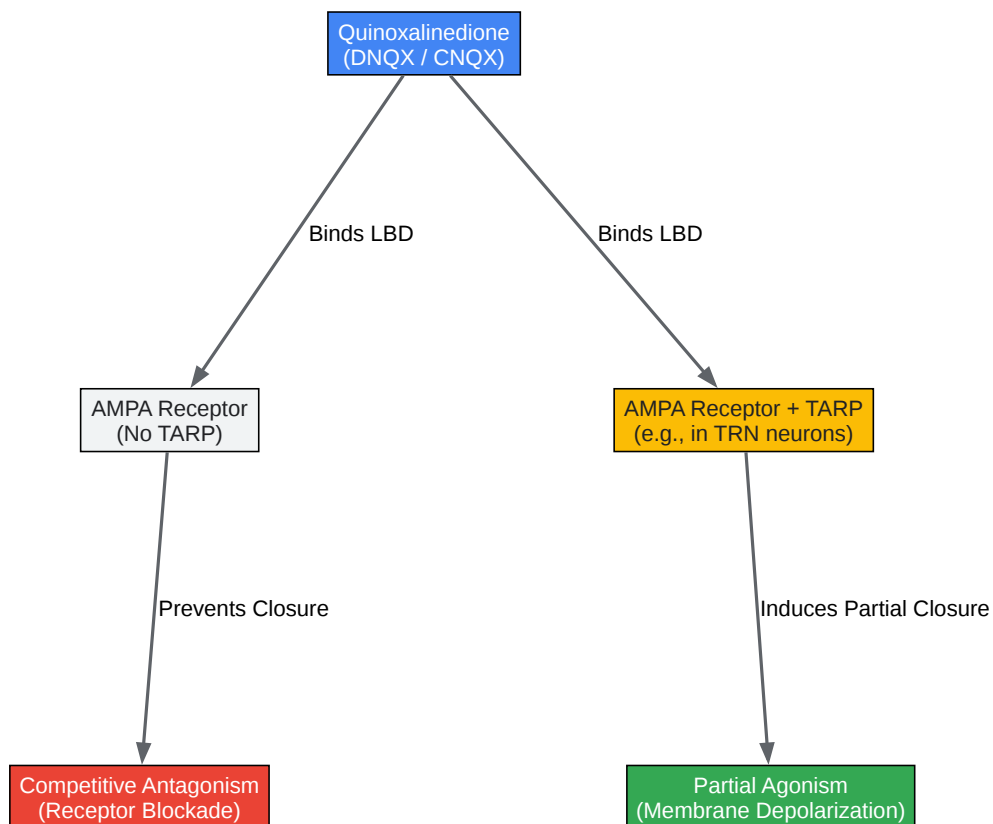 Quinoxalinedione
(DNQX / CNQX)
Binds LBD
Binds LBD
AMPA Receptor
(No TARP)
AMPA Receptor + TARP
(e.g., in TRN neurons)
Prevents Closure
Induces Partial Closure
Competitive Antagonism
(Receptor Blockade)
Partial Agonism
(Membrane Depolarization)